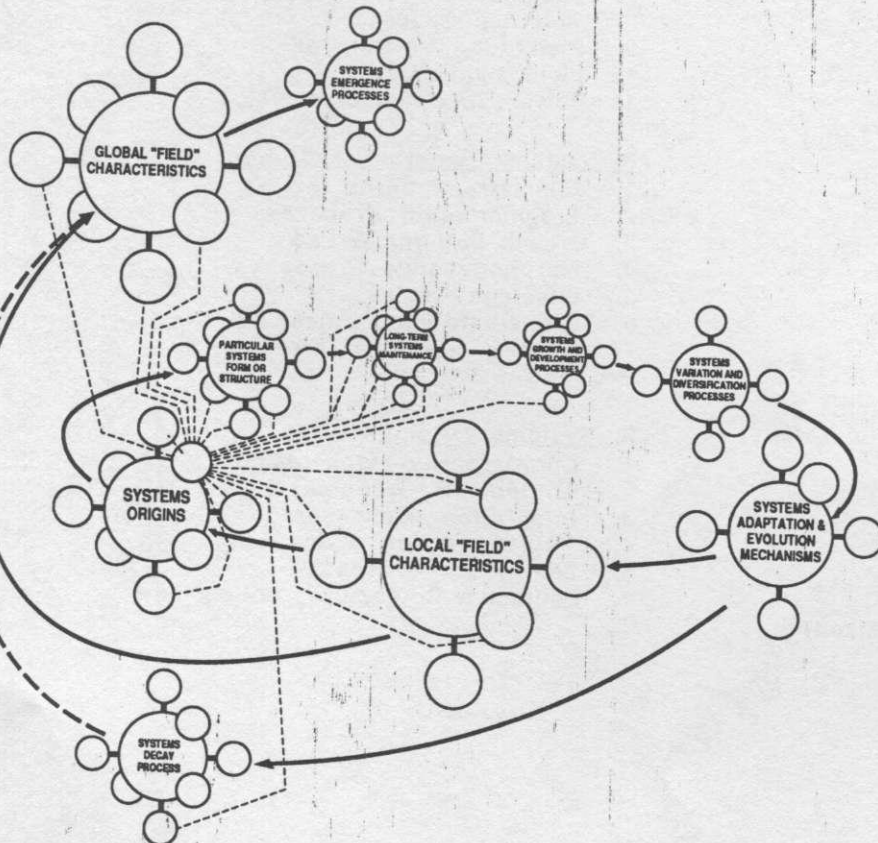 SYSTEMS
EMERGENCE
PROCESSES
GLOBAL "FIELD"
CHARACTERISTICS
PARTICULAR
SYSTEMS
FORM OR
STRUCTURE
LONG-TERM
SYSTEMS
MAINTENANCE
SYSTEMS
GROWTH AND
DEVELOPMENT
PROCESSES
SYSTEMS
VARIATION AND
DIVERSIFICATION
PROCESSES
SYSTEMS
ORIGINS
LOCAL "FIELD"
CHARACTERISTICS
SYSTEMS
ADAPTATION &
EVOLUTION
MECHANISMS
SYSTEMS
DECAY
PROCESS